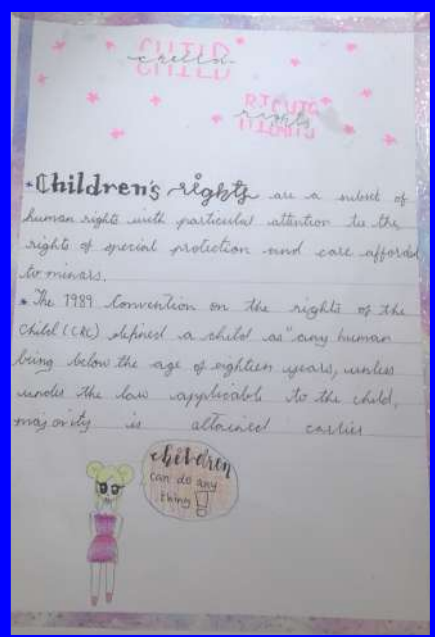 CHILD
child
RIGHTS
rights
* Children's rights are a subset of
human rights with particular attention to the
rights of special protection and care afforded
to minors.
* The 1989 Convention on the rights of the
Child (CRC) defined a child as "any human
being below the age of eighteen years, unless
under the law applicable to the child,
majority is attained earlier
children
can do any
thing!